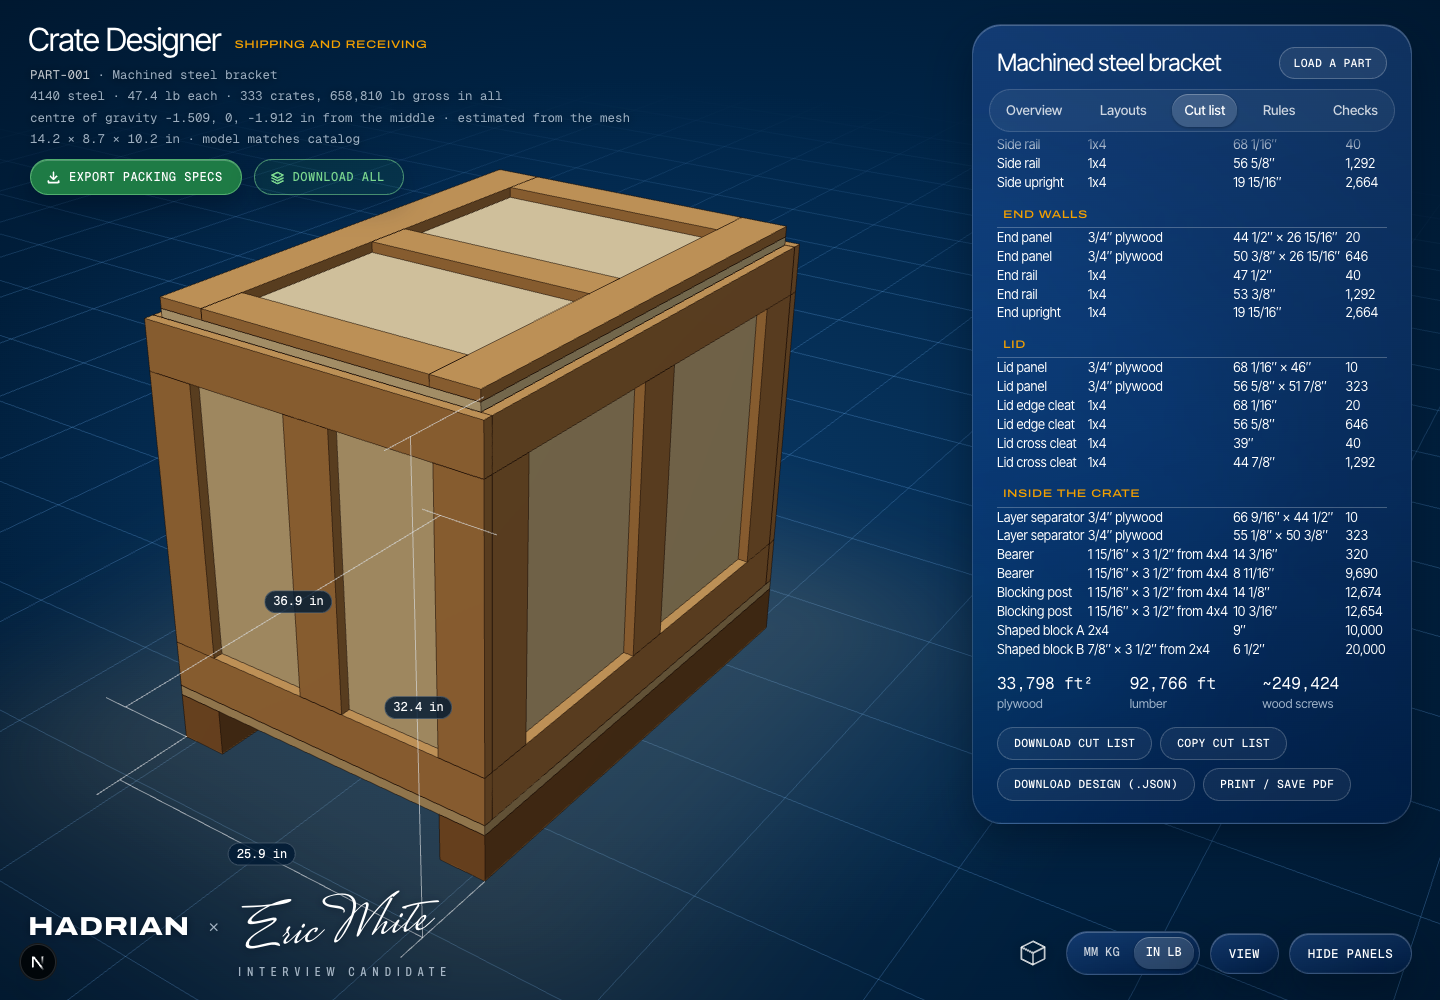 Crate Designer SHIPPING AND RECEIVING
PART-001 · Machined steel bracket
4140 steel · 47.4 lb each · 333 crates, 658,810 lb gross in all
centre of gravity -1.509, 0, -1.912 in from the middle · estimated from the mesh
14.2 × 8.7 × 10.2 in · model matches catalog
EXPORT PACKING SPECS DOWNLOAD ALL
36.9 in
32.4 in
25.9 in
HADRIAN × Eric White
INTERVIEW CANDIDATE
N
Machined steel bracket LOAD A PART
Overview Layouts Cut list Rules Checks
Side rail 1x4 68 1/16″ 40
Side rail 1x4 56 5/8″ 1,292
Side upright 1x4 19 15/16″ 2,664
END WALLS
End panel 3/4″ plywood 44 1/2″ × 26 15/16″ 20
End panel 3/4″ plywood 50 3/8″ × 26 15/16″ 646
End rail 1x4 47 1/2″ 40
End rail 1x4 53 3/8″ 1,292
End upright 1x4 19 15/16″ 2,664
LID
Lid panel 3/4″ plywood 68 1/16″ × 46″ 10
Lid panel 3/4″ plywood 56 5/8″ × 51 7/8″ 323
Lid edge cleat 1x4 68 1/16″ 20
Lid edge cleat 1x4 56 5/8″ 646
Lid cross cleat 1x4 39″ 40
Lid cross cleat 1x4 44 7/8″ 1,292
INSIDE THE CRATE
Layer separator 3/4″ plywood 66 9/16″ × 44 1/2″ 10
Layer separator 3/4″ plywood 55 1/8″ × 50 3/8″ 323
Bearer 1 15/16″ × 3 1/2″ from 4x4 14 3/16″ 320
Bearer 1 15/16″ × 3 1/2″ from 4x4 8 11/16″ 9,690
Blocking post 1 15/16″ × 3 1/2″ from 4x4 14 1/8″ 12,674
Blocking post 1 15/16″ × 3 1/2″ from 4x4 10 3/16″ 12,654
Shaped block A 2x4 9″ 10,000
Shaped block B 7/8″ × 3 1/2″ from 2x4 6 1/2″ 20,000
33,798 ft² 92,766 ft ~249,424
plywood lumber wood screws
DOWNLOAD CUT LIST COPY CUT LIST
DOWNLOAD DESIGN (.JSON) PRINT / SAVE PDF
MM KG IN LB VIEW HIDE PANELS